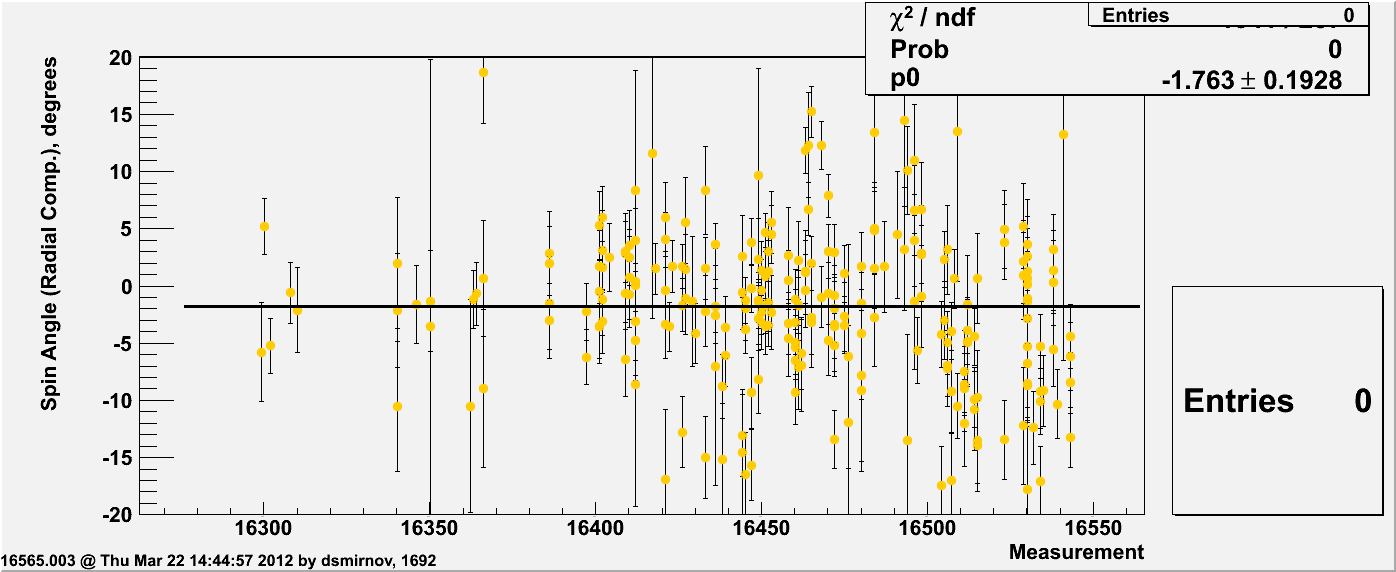 χ² / ndf
Entries 0
Prob 0
p0 -1.763 ± 0.1928
Spin Angle (Radial Comp.), degrees
20
15
10
5
0
-5
-10
-15
-20
16300 16350 16400 16450 16500 16550
Measurement
Entries 0
16565.003 @ Thu Mar 22 14:44:57 2012 by dsmirnov, 1692